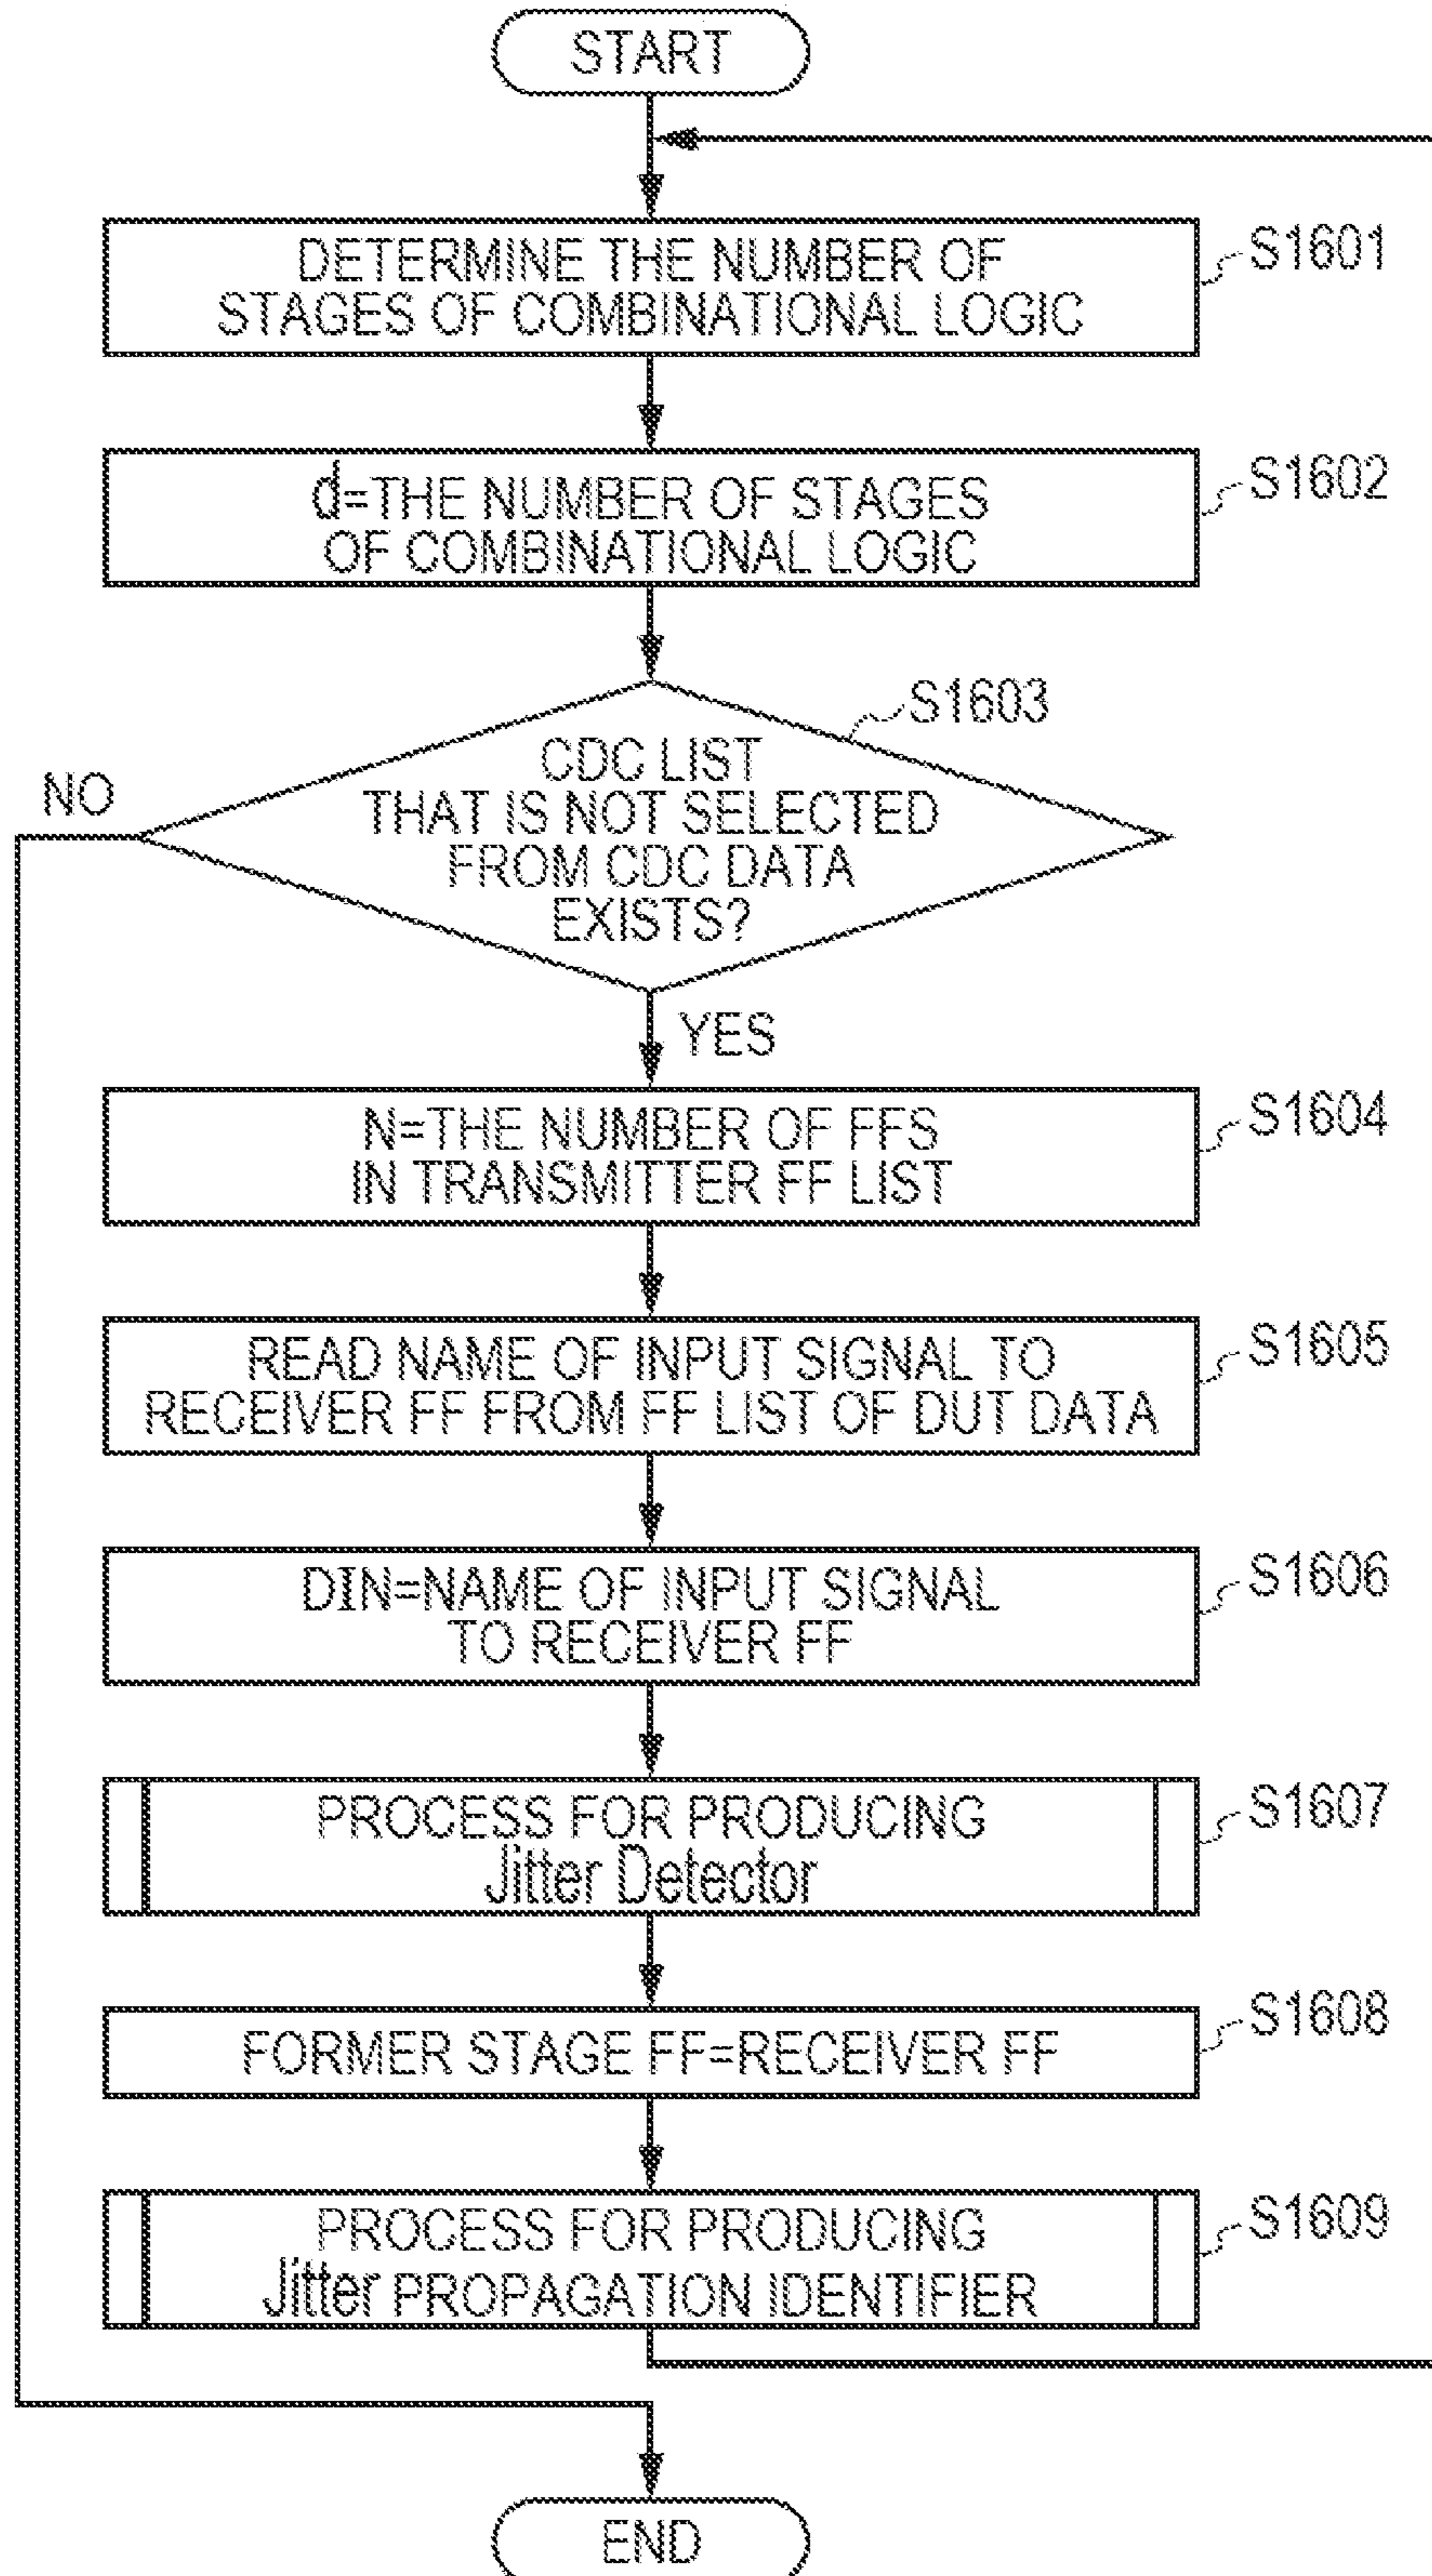 START
DETERMINE THE NUMBER OF
STAGES OF COMBINATIONAL LOGIC
S1601
d=THE NUMBER OF STAGES
OF COMBINATIONAL LOGIC
S1602
S1603
CDC LIST
THAT IS NOT SELECTED
FROM CDC DATA
EXISTS?
NO
YES
N=THE NUMBER OF FFS
IN TRANSMITTER FF LIST
S1604
READ NAME OF INPUT SIGNAL TO
RECEIVER FF FROM FF LIST OF DUT DATA
S1605
DIN=NAME OF INPUT SIGNAL
TO RECEIVER FF
S1606
PROCESS FOR PRODUCING
Jitter Detector
S1607
FORMER STAGE FF=RECEIVER FF
S1608
PROCESS FOR PRODUCING
Jitter PROPAGATION IDENTIFIER
S1609
END